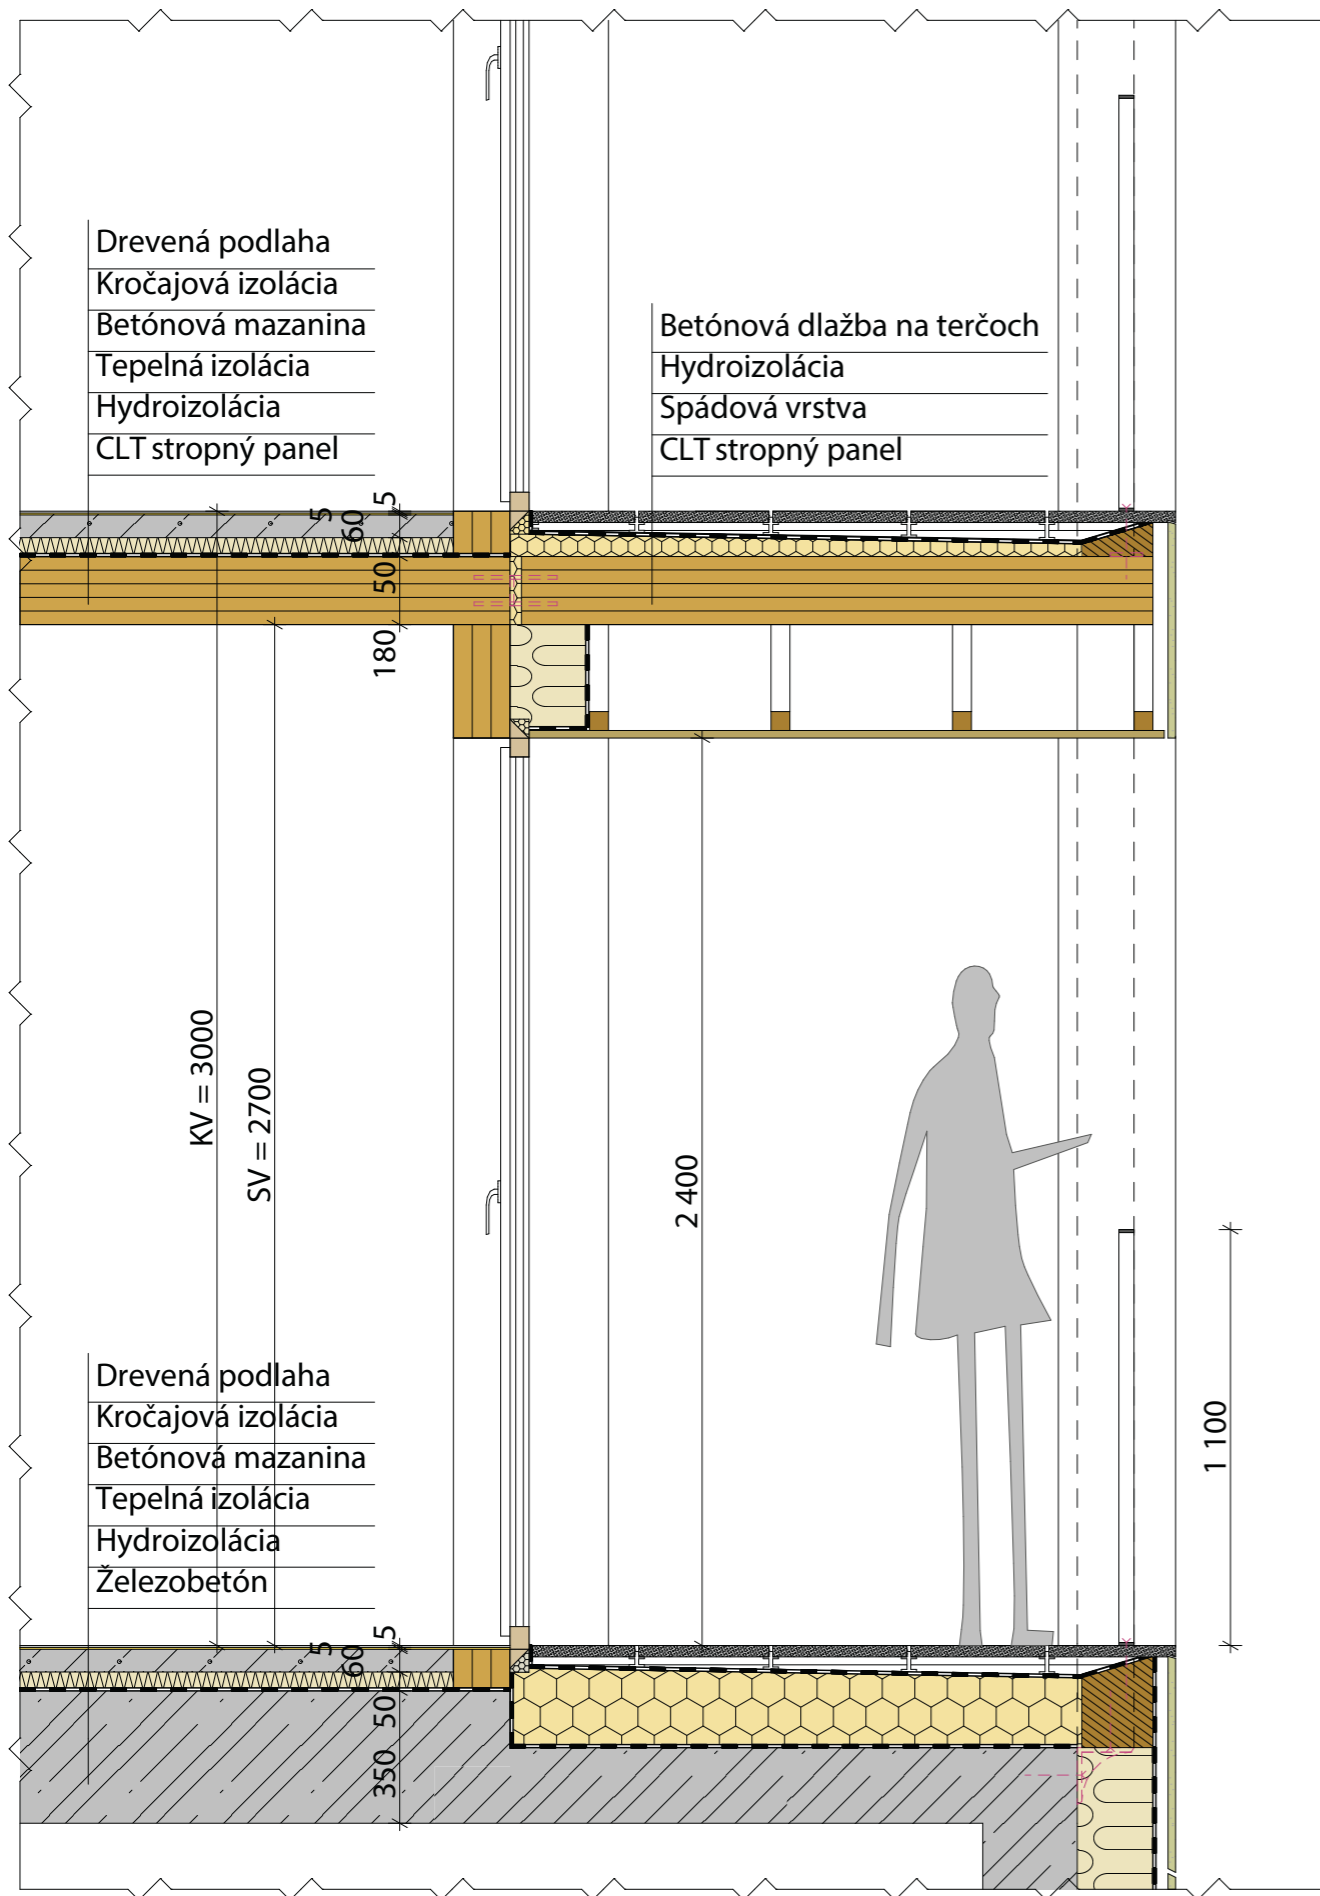 Drevená podlaha
Kročajová izolácia
Betónová mazanina
Tepelná izolácia
Hydroizolácia
CLT stropný panel
Betónová dlažba na terčoch
Hydroizolácia
Spádová vrstva
CLT stropný panel
5
5
60
50
180
KV = 3000
SV = 2700
2 400
1 100
Drevená podlaha
Kročajová izolácia
Betónová mazanina
Tepelná izolácia
Hydroizolácia
Železobetón
5
5
60
50
350